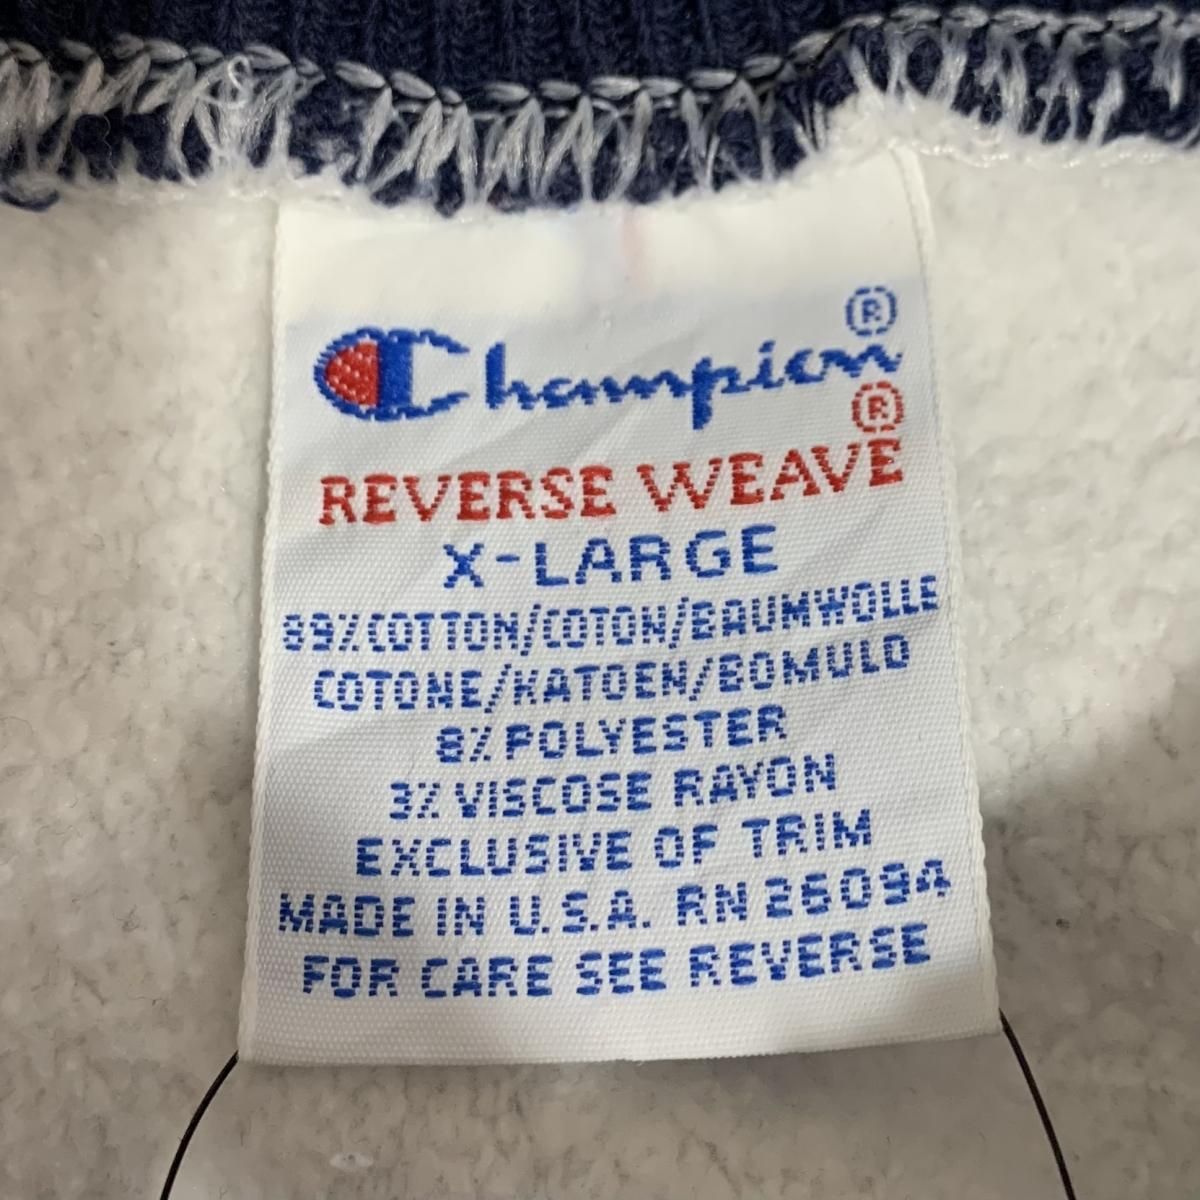 Champion®
REVERSE WEAVE®
X-LARGE
89% COTTON/COTON/BAUMWOLLE
COTONE/KATOEN/BOMULD
8% POLYESTER
3% VISCOSE RAYON
EXCLUSIVE OF TRIM
MADE IN U.S.A. RN 26094
FOR CARE SEE REVERSE